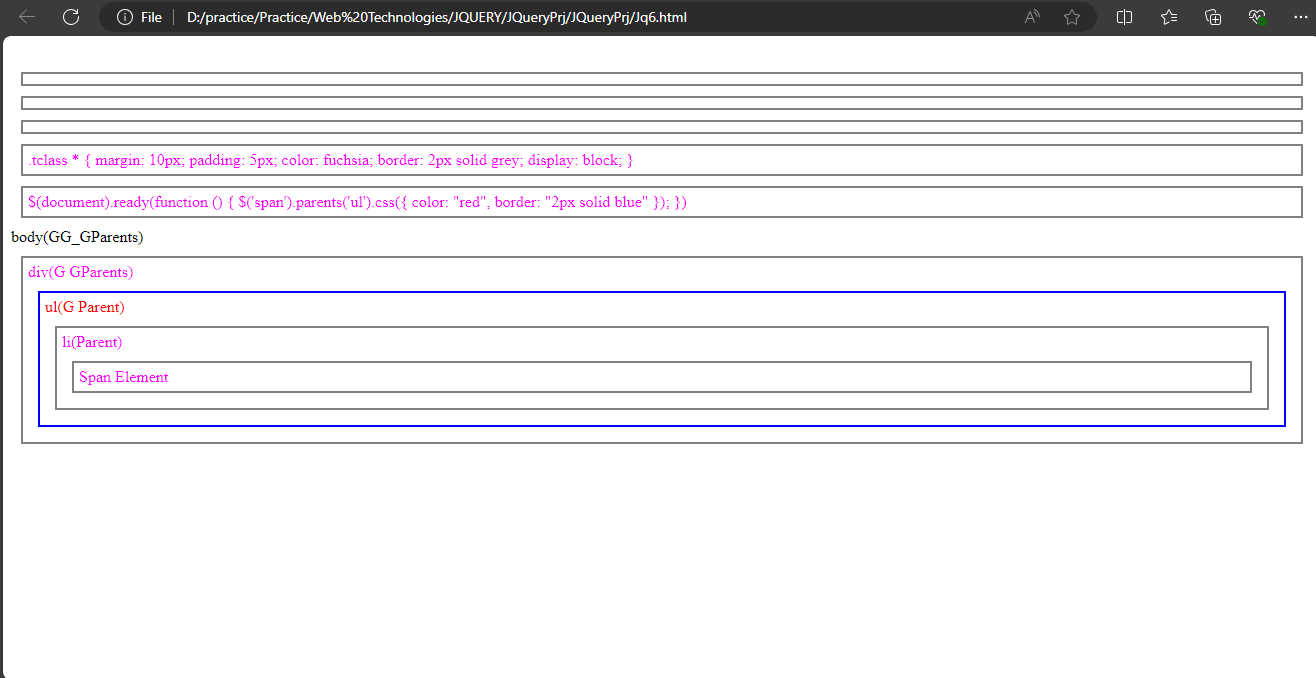 File D:/practice/Practice/Web%20Technologies/JQUERY/JQueryPrj/JQueryPrj/Jq6.html
.tclass * { margin: 10px; padding: 5px; color: fuchsia; border: 2px solid grey; display: block; }
$(document).ready(function () { $('span').parents('ul').css({ color: "red", border: "2px solid blue" }); })
body(GG_GParents)
div(G GParents)
ul(G Parent)
li(Parent)
Span Element